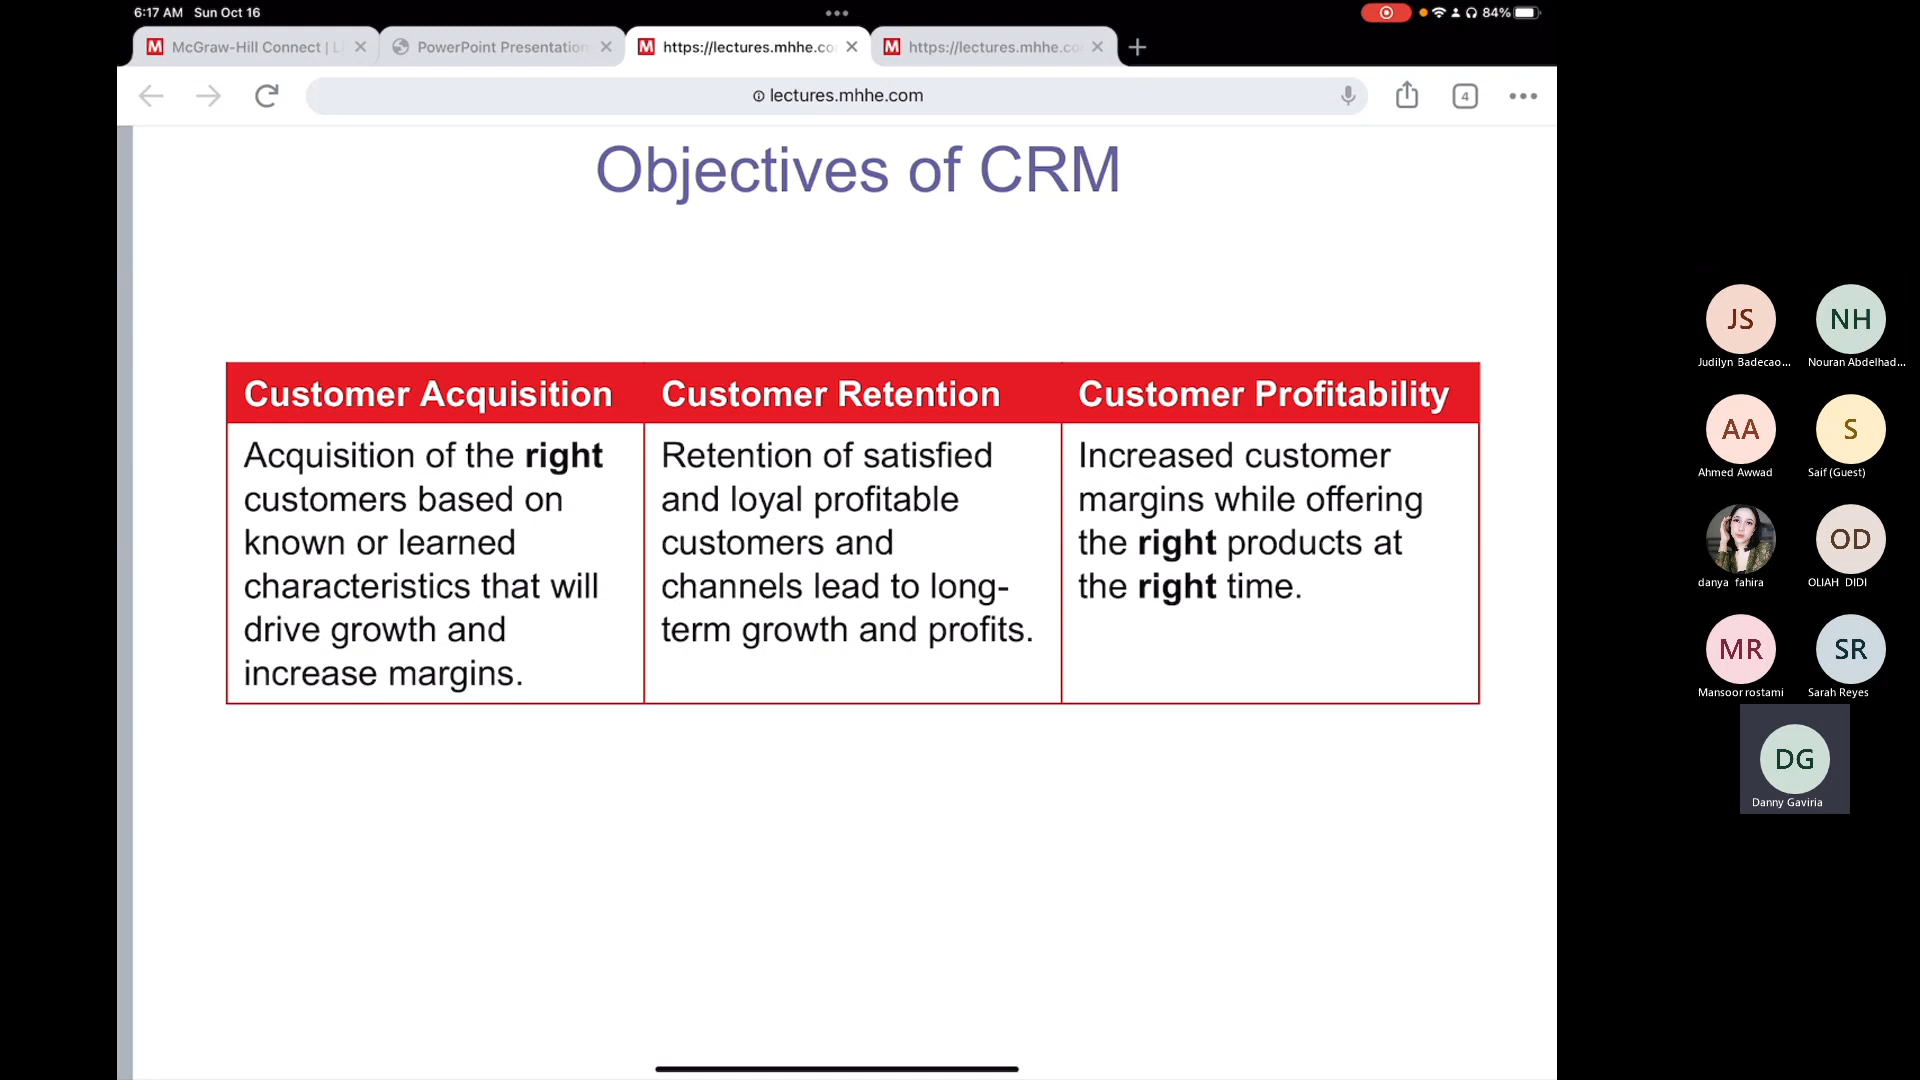 6:17 AM Sun Oct 16
84%
McGraw-Hill Connect | L
PowerPoint Presentation
https://lectures.mhhe.co
https://lectures.mhhe.co
lectures.mhhe.com
4
Objectives of CRM
Customer Acquisition
Acquisition of the right
customers based on
known or learned
characteristics that will
drive growth and
increase margins.
Customer Retention
Retention of satisfied
and loyal profitable
customers and
channels lead to long-
term growth and profits.
Customer Profitability
Increased customer
margins while offering
the right products at
the right time.
JS
Judilyn Badecao...
NH
Nouran Abdelhad...
AA
Ahmed Awwad
S
Saif (Guest)
danya fahira
OD
OLIAH DIDI
MR
Mansoor rostami
SR
Sarah Reyes
DG
Danny Gaviria